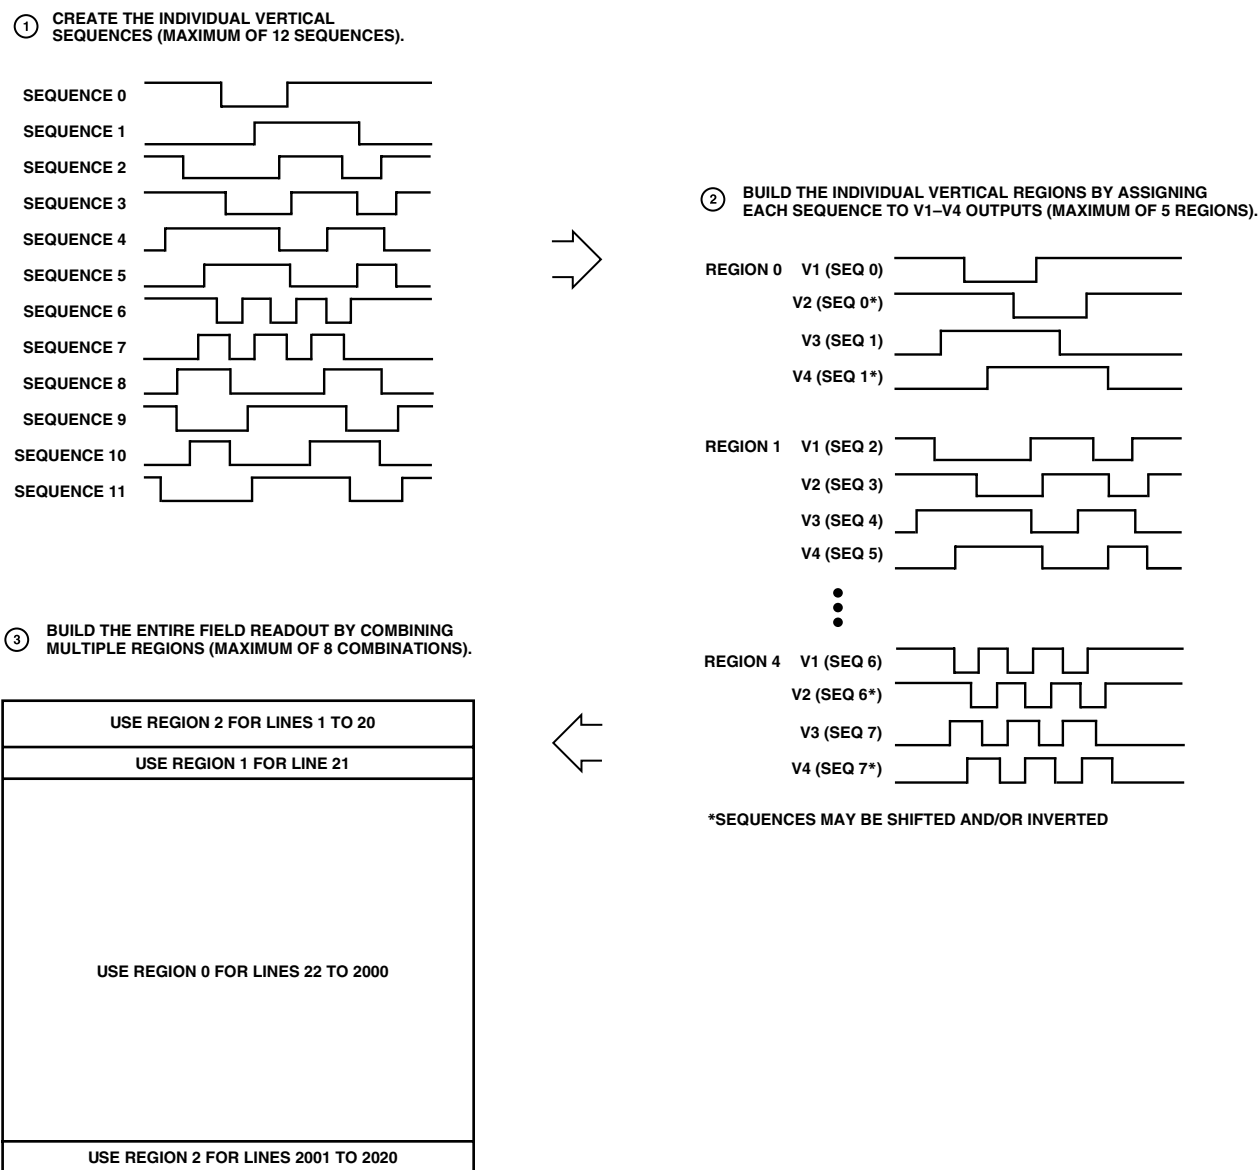 1 CREATE THE INDIVIDUAL VERTICAL
SEQUENCES (MAXIMUM OF 12 SEQUENCES).
SEQUENCE 0
SEQUENCE 1
SEQUENCE 2
SEQUENCE 3
SEQUENCE 4
SEQUENCE 5
SEQUENCE 6
SEQUENCE 7
SEQUENCE 8
SEQUENCE 9
SEQUENCE 10
SEQUENCE 11
2 BUILD THE INDIVIDUAL VERTICAL REGIONS BY ASSIGNING
EACH SEQUENCE TO V1–V4 OUTPUTS (MAXIMUM OF 5 REGIONS).
REGION 0 V1 (SEQ 0)
V2 (SEQ 0*)
V3 (SEQ 1)
V4 (SEQ 1*)
REGION 1 V1 (SEQ 2)
V2 (SEQ 3)
V3 (SEQ 4)
V4 (SEQ 5)
REGION 4 V1 (SEQ 6)
V2 (SEQ 6*)
V3 (SEQ 7)
V4 (SEQ 7*)
*SEQUENCES MAY BE SHIFTED AND/OR INVERTED
3 BUILD THE ENTIRE FIELD READOUT BY COMBINING
MULTIPLE REGIONS (MAXIMUM OF 8 COMBINATIONS).
USE REGION 2 FOR LINES 1 TO 20
USE REGION 1 FOR LINE 21
USE REGION 0 FOR LINES 22 TO 2000
USE REGION 2 FOR LINES 2001 TO 2020